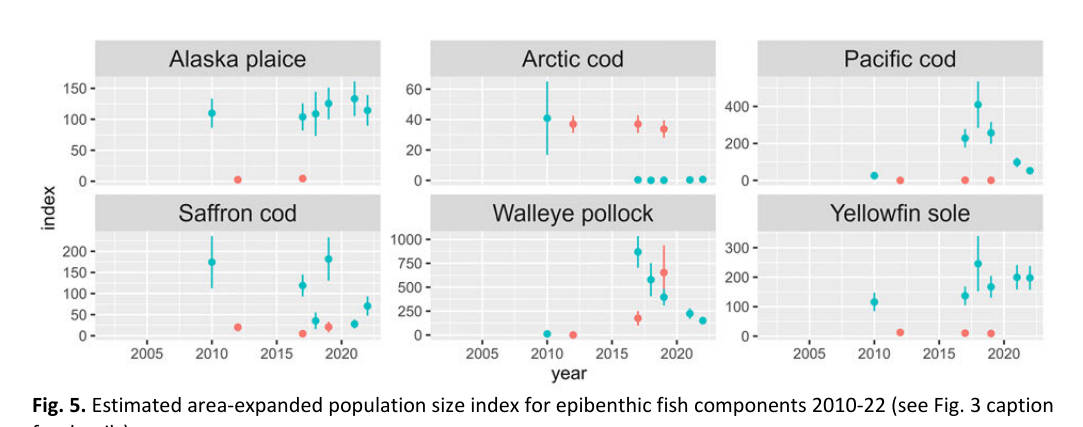 Alaska plaice Arctic cod Pacific cod
150 60 400
100 40 200
50 20 0
0 0
index
Saffron cod Walleye pollock Yellowfin sole
200 1000 300
150 750 200
100 500 100
50 250 0
0 0
2005 2010 2015 2020 2005 2010 2015 2020 2005 2010 2015 2020
year
Fig. 5. Estimated area-expanded population size index for epibenthic fish components 2010-22 (see Fig. 3 caption